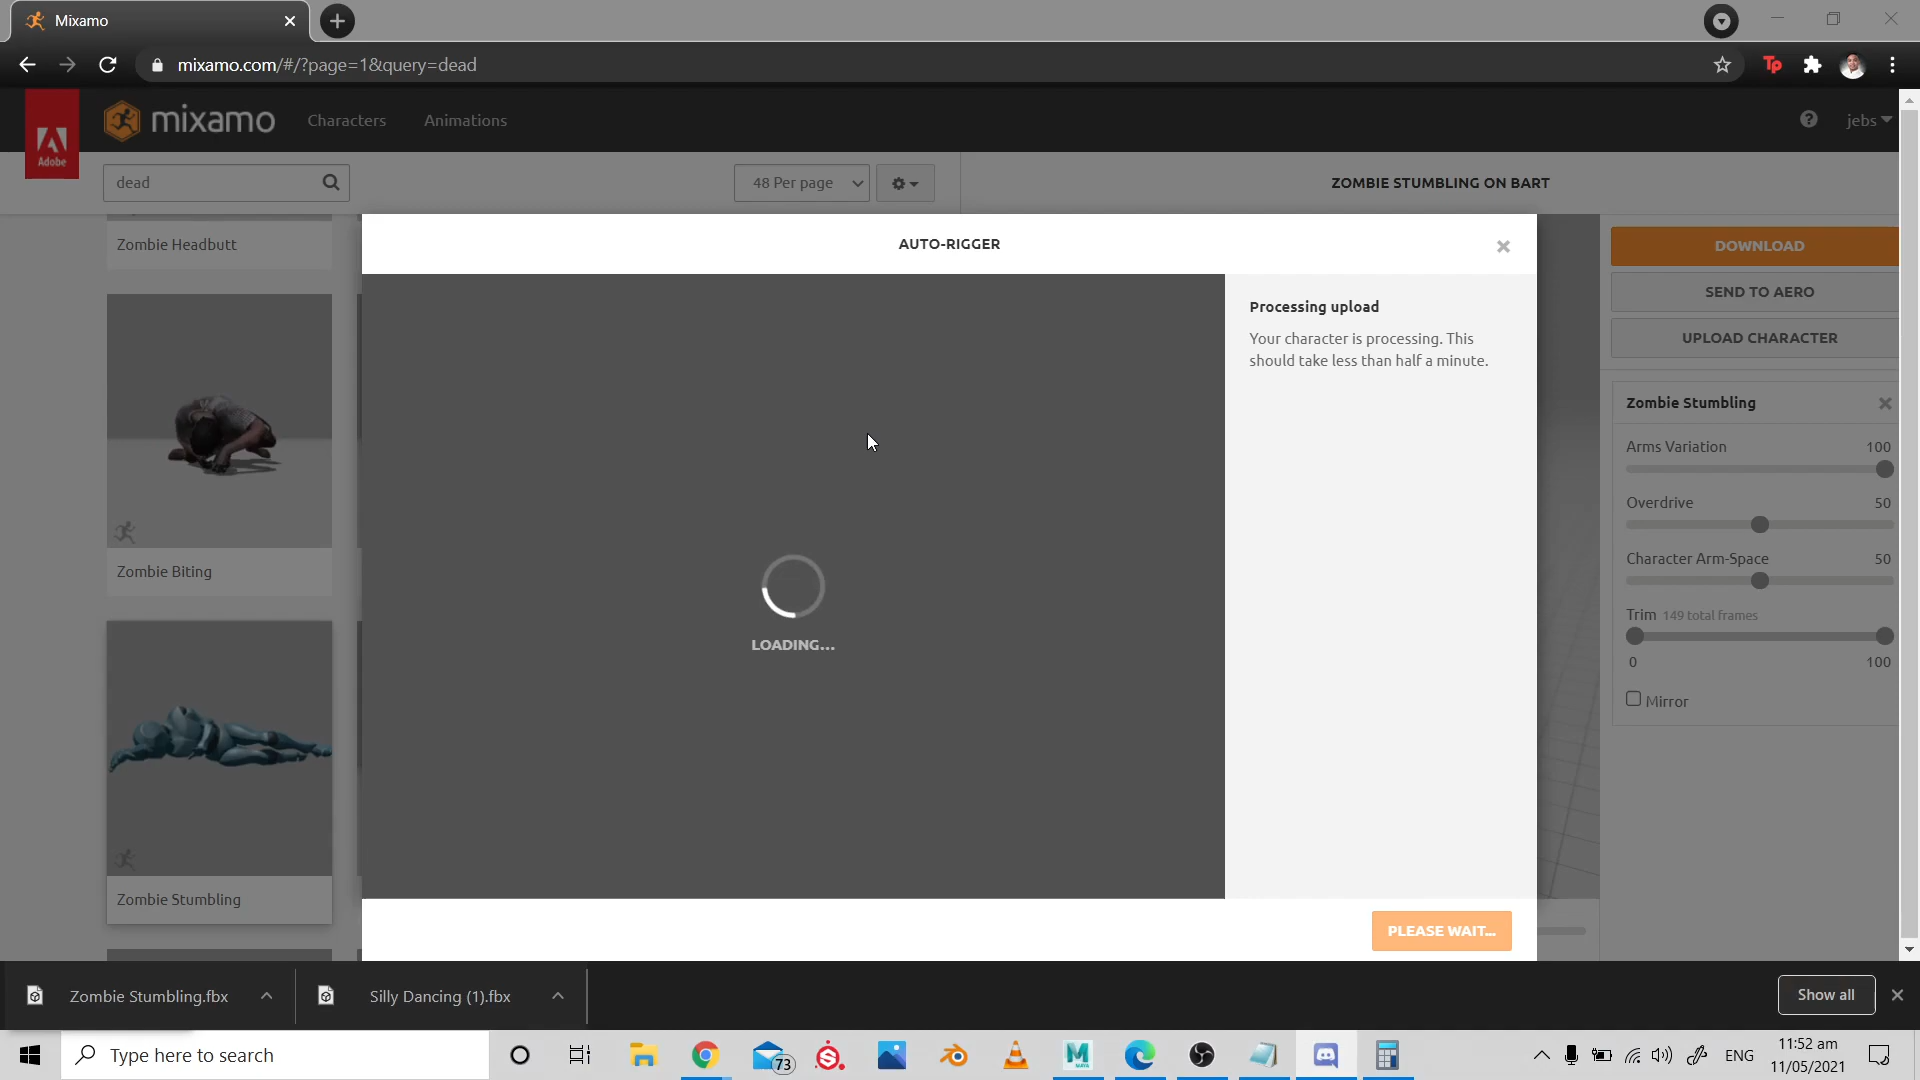 Mixamo
mixamo.com/#/?page=1&query=dead
Tp
Adobe
mixamo
Characters
Animations
jebs
dead
48 Per page
ZOMBIE STUMBLING ON BART
Zombie Headbutt
AUTO-RIGGER
DOWNLOAD
SEND TO AERO
UPLOAD CHARACTER
Processing upload
Your character is processing. This
should take less than half a minute.
Zombie Stumbling
Arms Variation 100
Overdrive 50
Character Arm-Space 50
Trim 149 total frames
0 100
Mirror
Zombie Biting
LOADING...
Zombie Stumbling
PLEASE WAIT...
Zombie Stumbling.fbx
Silly Dancing (1).fbx
Show all
Type here to search
73
M
MAYA
ENG
11:52 am
11/05/2021